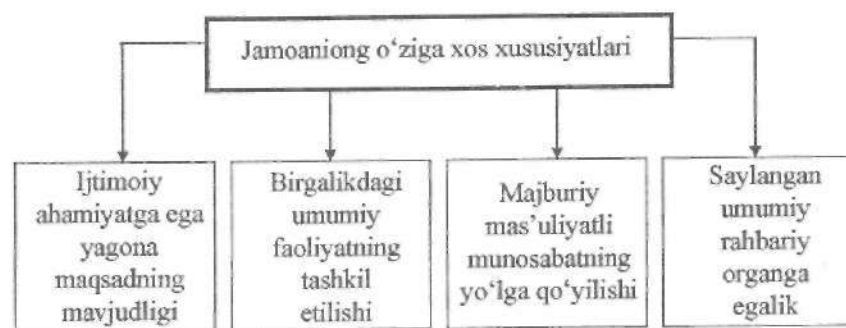 Jamoaniong o‘ziga xos xususiyatlari
Ijtimoiy
ahamiyatga ega
yagona
maqsadning
mavjudligi
Birgalikdagi
umumiy
faoliyatning
tashkil
etilishi
Majburiy
mas’uliyatli
munosabatning
yo‘lga qo‘yilishi
Saylangan
umumiy
rahbariy
organga
egalik